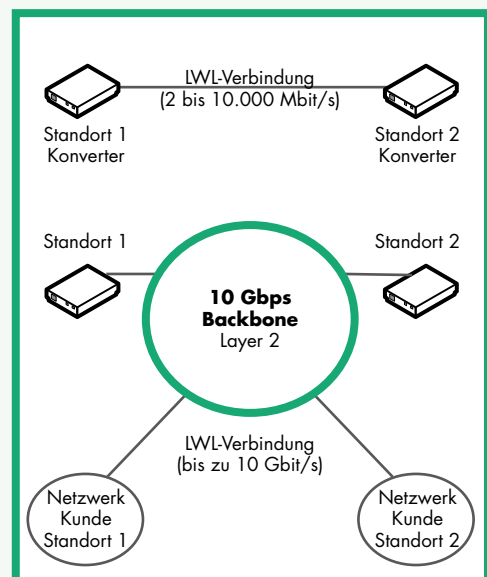 LWL-Verbindung
(2 bis 10.000 Mbit/s)
Standort 1
Konverter
Standort 2
Konverter
Standort 1
Standort 2
10 Gbps
Backbone
Layer 2
LWL-Verbindung
(bis zu 10 Gbit/s)
Netzwerk
Kunde
Standort 1
Netzwerk
Kunde
Standort 2